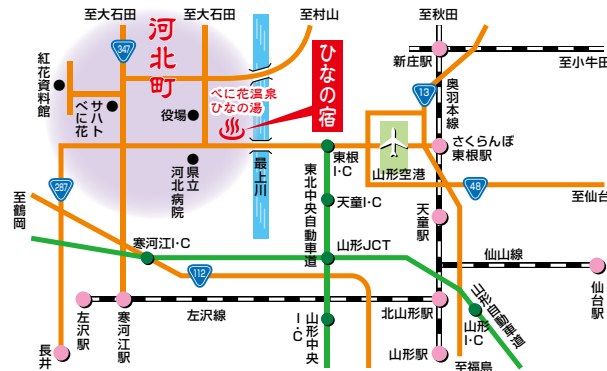 至大石田
至大石田
至村山
至秋田
347
河北町
ひなの宿
新庄駅
至小牛田
紅花資料館
サハト
べに花
役場
べに花温泉
ひなの湯
13
奥羽本線
県立
河北病院
最上川
東根
I・C
山形空港
さくらんぼ
東根駅
287
至鶴岡
東北中央自動車道
天童I・C
48
至仙台
天童駅
寒河江I・C
山形JCT
仙山線
仙台駅
112
左沢駅
寒河江駅
左沢線
山形中央
I・C
北山形駅
山形自動車道
山形
I・C
長井
山形駅
至福島